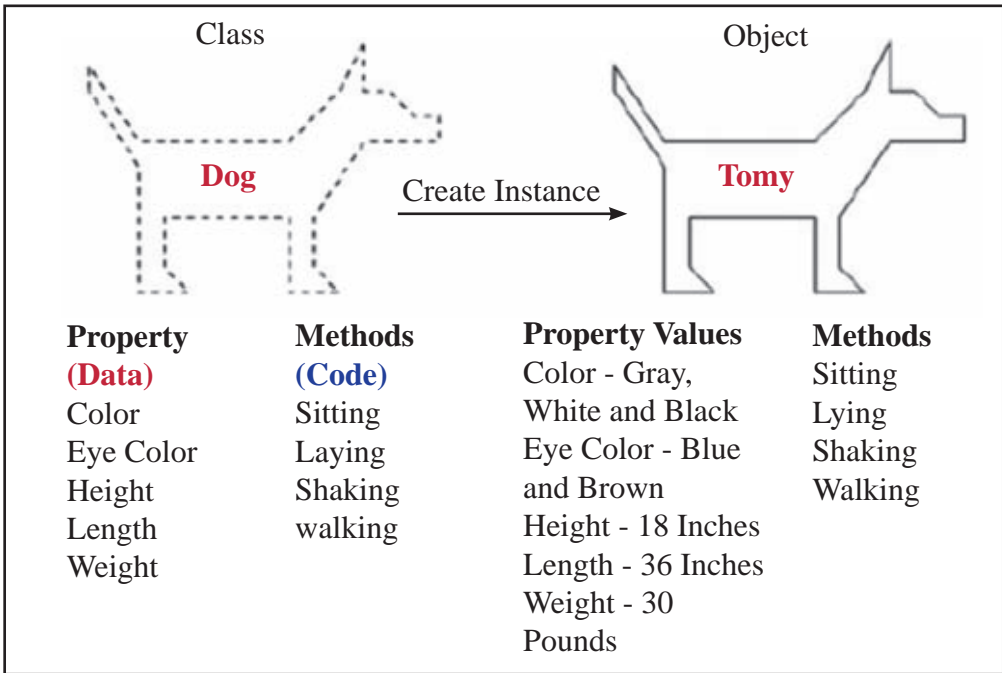 Class
Object
Dog
Create Instance
Tomy
Property
(Data)
Color
Eye Color
Height
Length
Weight
Methods
(Code)
Sitting
Laying
Shaking
walking
Property Values
Color - Gray,
White and Black
Eye Color - Blue
and Brown
Height - 18 Inches
Length - 36 Inches
Weight - 30
Pounds
Methods
Sitting
Lying
Shaking
Walking